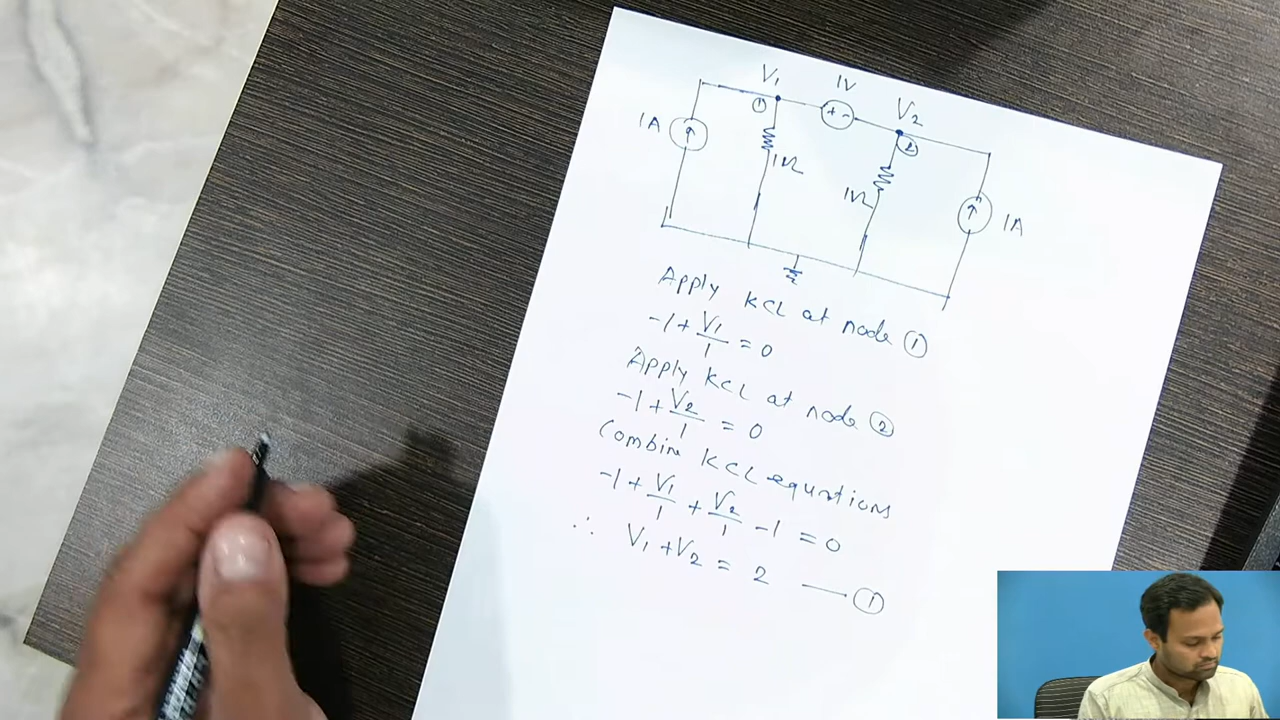 V1 1V V2
1A ① + - ②
1Ω 1Ω 1A
Apply KCL at node ①
-1 + V1/1 = 0
Apply KCL at node ②
-1 + V2/1 = 0
Combine KCL equations
-1 + V1/1 + V2/1 - 1 = 0
∴ V1 + V2 = 2 —— ①